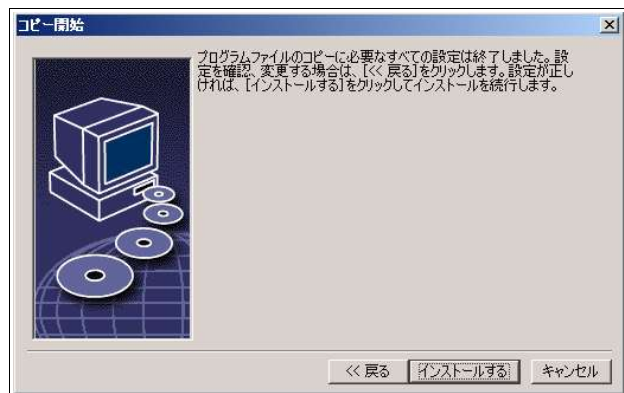 コピー開始
プログラムファイルのコピーに必要なすべての設定は終了しました。設
定を確認、変更する場合は、[<< 戻る]をクリックします。設定が正し
ければ、[インストールする]をクリックしてインストールを続行します。
<< 戻る
インストールする
キャンセル